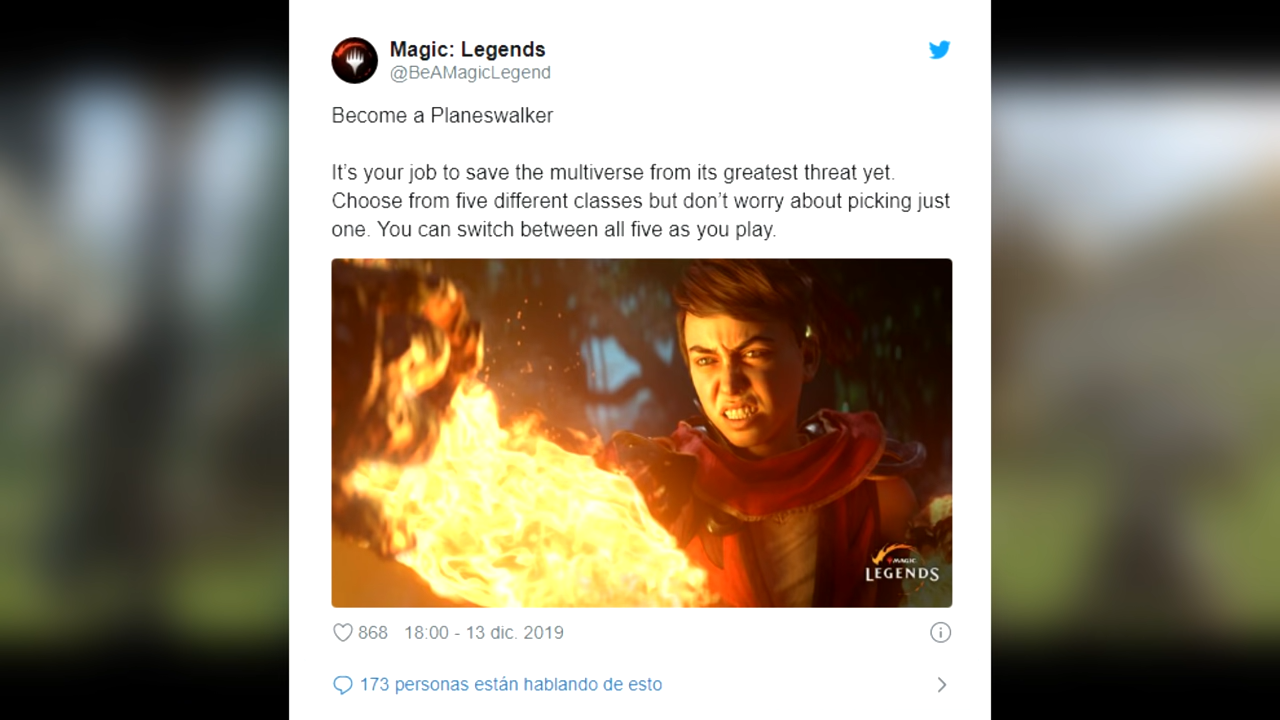 Magic: Legends
@BeAMagicLegend
Become a Planeswalker
It’s your job to save the multiverse from its greatest threat yet.
Choose from five different classes but don’t worry about picking just
one. You can switch between all five as you play.
MAGIC
LEGENDS
868 18:00 - 13 dic. 2019
173 personas están hablando de esto